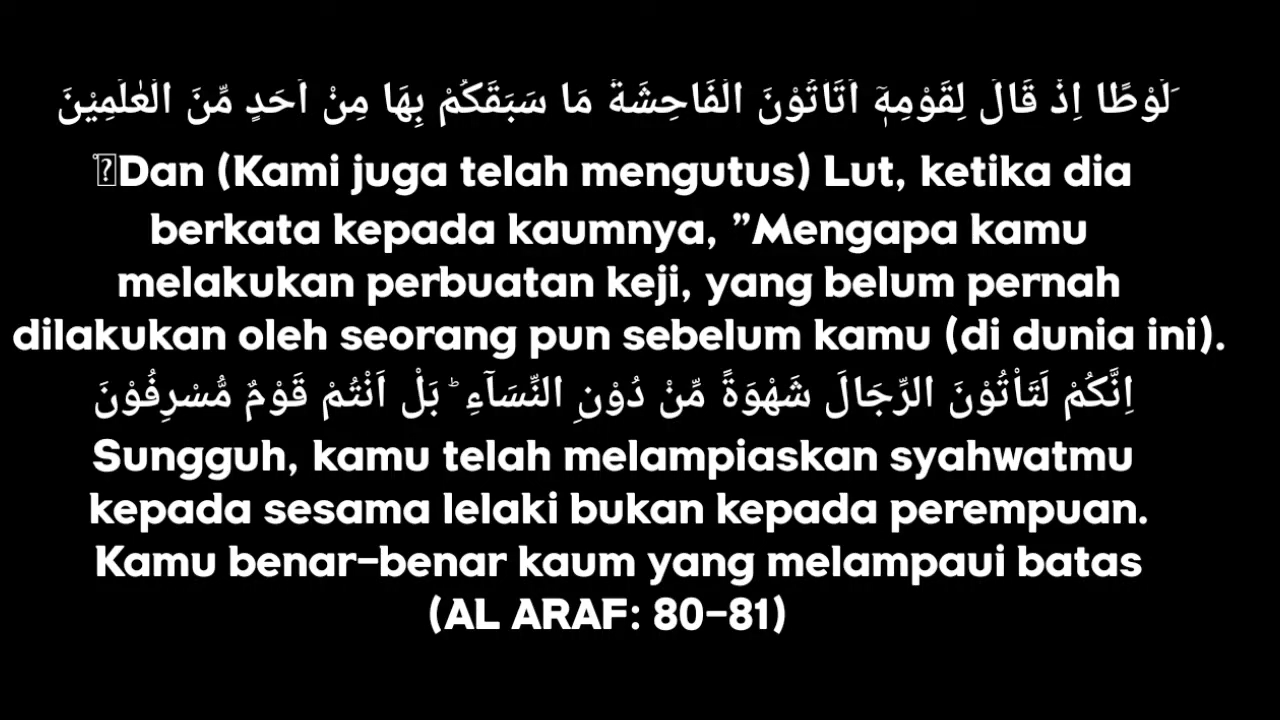 َلُوْطًا اِذْ قَالَ لِقَوْمِهٖٓ اَتَأْتُوْنَ الْفَاحِشَةَ مَا سَبَقَكُمْ بِهَا مِنْ اَحَدٍ مِّنَ الْعٰلَمِيْنَ
Dan (Kami juga telah mengutus) Lut, ketika dia
berkata kepada kaumnya, ”Mengapa kamu
melakukan perbuatan keji, yang belum pernah
dilakukan oleh seorang pun sebelum kamu (di dunia ini).
اِنَّكُمْ لَتَأْتُوْنَ الرِّجَالَ شَهْوَةً مِّنْ دُوْنِ النِّسَاۤءِۗ بَلْ اَنْتُمْ قَوْمٌ مُّسْرِفُوْنَ
Sungguh, kamu telah melampiaskan syahwatmu
kepada sesama lelaki bukan kepada perempuan.
Kamu benar-benar kaum yang melampaui batas
(AL ARAF: 80-81)